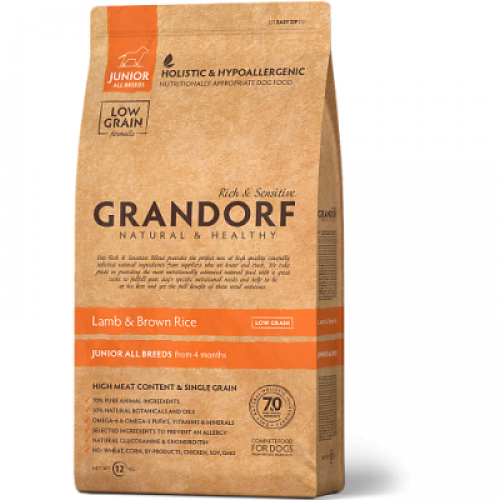 JUNIOR
ALL BREEDS
HOLISTIC & HYPOALLERGENIC
NUTRITIONALLY APPROPRIATE DOG FOOD
LOW
GRAIN
formula
Rich & Sensitive
GRANDORF
NATURAL & HEALTHY
Lamb & Brown Rice
LOW GRAIN
JUNIOR ALL BREEDS from 4 months
HIGH MEAT CONTENT & SINGLE GRAIN
70% PURE ANIMAL INGREDIENTS
30% NATURAL BOTANICALS AND OILS
OMEGA-6 & OMEGA-3 PUFA's, VITAMINS & MINERALS
SELECTED INGREDIENTS TO PREVENT AN ALLERGY
NATURAL GLUCOSAMINE & CHONDROITIN
NO: WHEAT, CORN, BY-PRODUCTS, CHICKEN, SOY, GMO
7.0
COMPLETE FOOD
FOR DOGS
NET WT. 12 KG